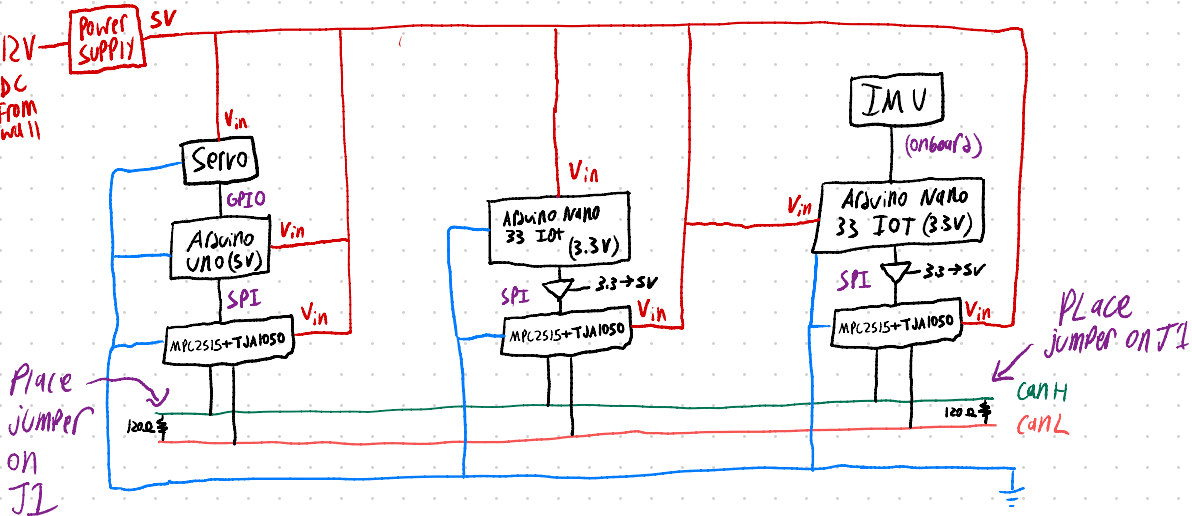 12V
DC
From
wall
Power
SUPPLY
5V
Vin
Servo
GPIO
Arduino
UNO (5V)
Vin
SPI
Vin
MPC2515+TJA1050
Place
jumper
on
J1
120Ω
Vin
Arduino Nano
33 IOT
(3.3V)
SPI
3.3→5V
Vin
MPC2515+TJA1050
IMU
(onboard)
Vin
Arduino Nano
33 IOT (3.3V)
SPI
3.3→5V
Vin
MPC2515+TJA1050
PLace
jumper on J1
CanH
120Ω
CanL